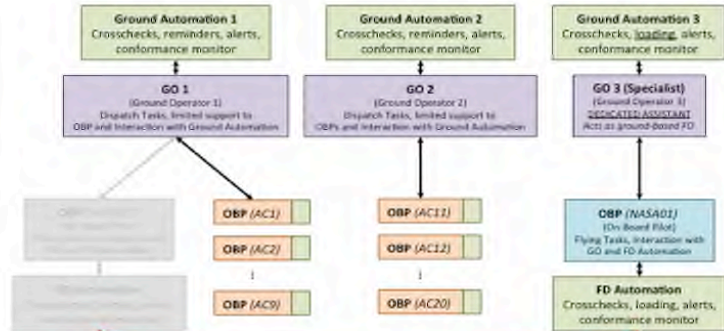 Ground Automation 1
Crosschecks, reminders, alerts,
conformance monitor
Ground Automation 2
Crosschecks, reminders, alerts,
conformance monitor
Ground Automation 3
Crosschecks, loading, alerts,
conformance monitor
GO 1
(Ground Operator 1)
Dispatch Tasks, limited support to
OBP and Interaction with Ground Automation
GO 2
(Ground Operator 2)
Dispatch Tasks, limited support to
OBPs and Interaction with Ground Automation
GO 3 (Specialist)
(Ground Operator 3)
DEDICATED ASSISTANT
Acts as ground-based FD
OBP (AC1)
OBP (AC2)
⋮
OBP (AC9)
OBP (AC11)
OBP (AC12)
⋮
OBP (AC20)
OBP (NASA01)
(On Board Pilot)
Flying Tasks, Interaction with
GO and FD Automation
FD Automation
Crosschecks, loading, alerts,
conformance monitor